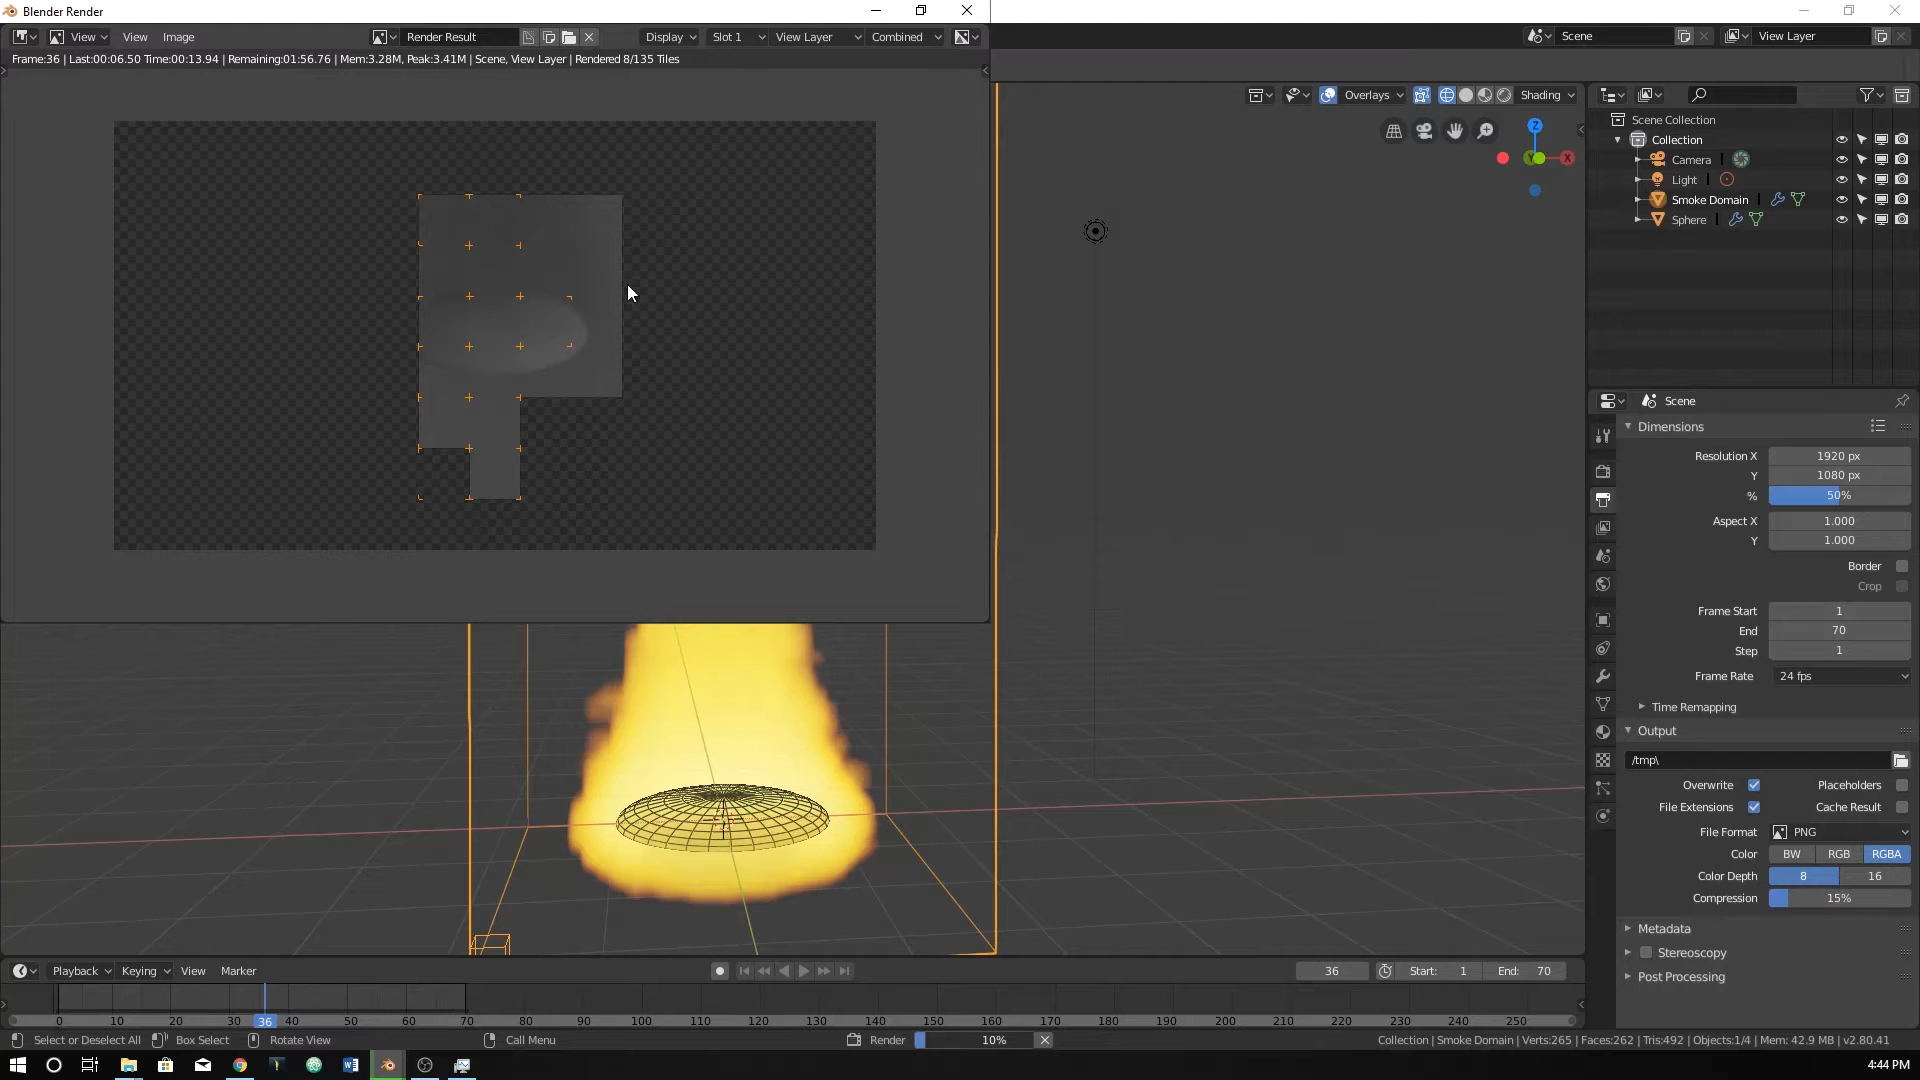 Blender Render
View View Image Render Result Display Slot 1 View Layer Combined
Scene View Layer
Frame:36 | Last:00:06.50 Time:00:13.94 | Remaining:01:56.76 | Mem:3.28M, Peak:3.41M | Scene, View Layer | Rendered 8/135 Tiles
Overlays Shading
Z
Y
X
Scene Collection
Collection
Camera
Light
Smoke Domain
Sphere
Scene
Dimensions
Resolution X 1920 px
Y 1080 px
% 50%
Aspect X 1.000
Y 1.000
Border
Crop
Frame Start 1
End 70
Step 1
Frame Rate 24 fps
Time Remapping
Output
/tmp\
Overwrite Placeholders
File Extensions Cache Result
File Format PNG
Color BW RGB RGBA
Color Depth 8 16
Compression 15%
Metadata
Stereoscopy
Post Processing
Playback Keying View Marker 36 Start: 1 End: 70
0 10 20 30 36 40 50 60 70 80 90 100 110 120 130 140 150 160 170 180 190 200 210 220 230 240 250
Select or Deselect All Box Select Rotate View Call Menu Render 10% Collection | Smoke Domain | Verts:265 | Faces:262 | Tris:492 | Objects:1/4 | Mem: 42.9 MB | v2.80.41
4:44 PM